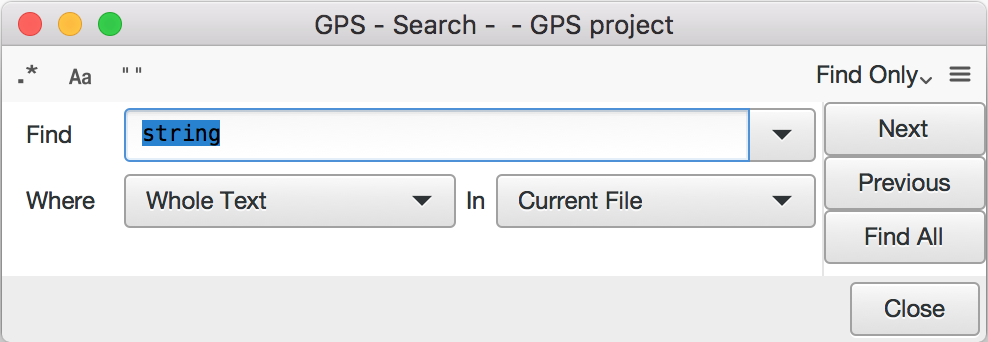 GPS - Search -  - GPS project
.* Aa "" Find Only
Find string Next
Previous
Where Whole Text In Current File
Find All
Close